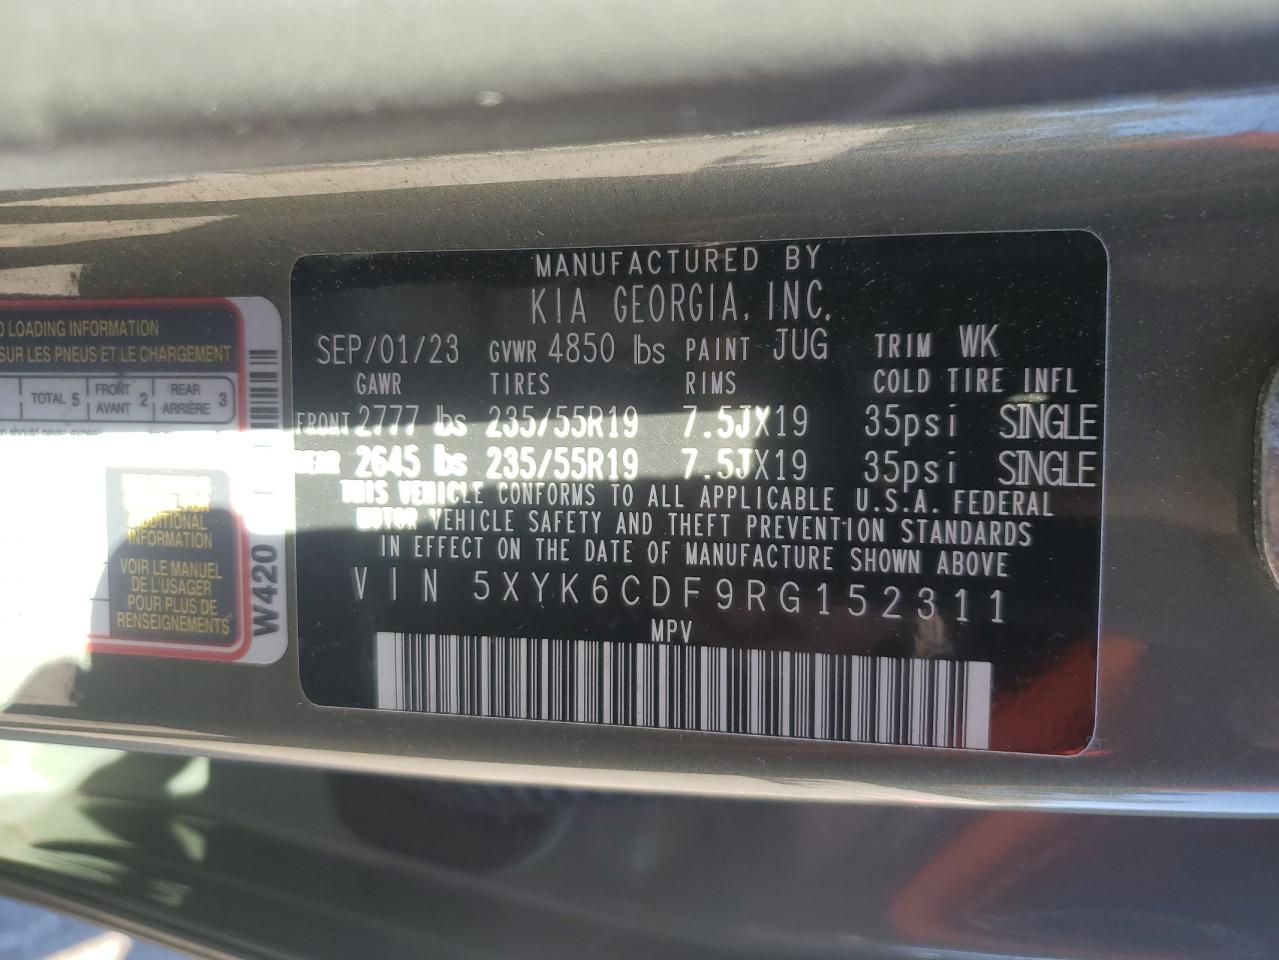 MANUFACTURED BY
KIA GEORGIA, INC.
SEP/01/23 GVWR 4850 lbs PAINT JUG TRIM WK
GAWR TIRES RIMS COLD TIRE INFL
FRONT 2777 lbs 235/55R19 7.5JX19 35psi SINGLE
REAR 2645 lbs 235/55R19 7.5JX19 35psi SINGLE
THIS VEHICLE CONFORMS TO ALL APPLICABLE U.S.A. FEDERAL
MOTOR VEHICLE SAFETY AND THEFT PREVENTION STANDARDS
IN EFFECT ON THE DATE OF MANUFACTURE SHOWN ABOVE
VIN 5XYK6CDF9RG152311
MPV
LOADING INFORMATION
SUR LES PNEUS ET LE CHARGEMENT
TOTAL 5 FRONT AVANT 2 REAR ARRIÈRE 3
should never exceed
ADDITIONAL
INFORMATION
VOIR LE MANUEL
DE L'USAGER
POUR PLUS DE
RENSEIGNEMENTS
W420